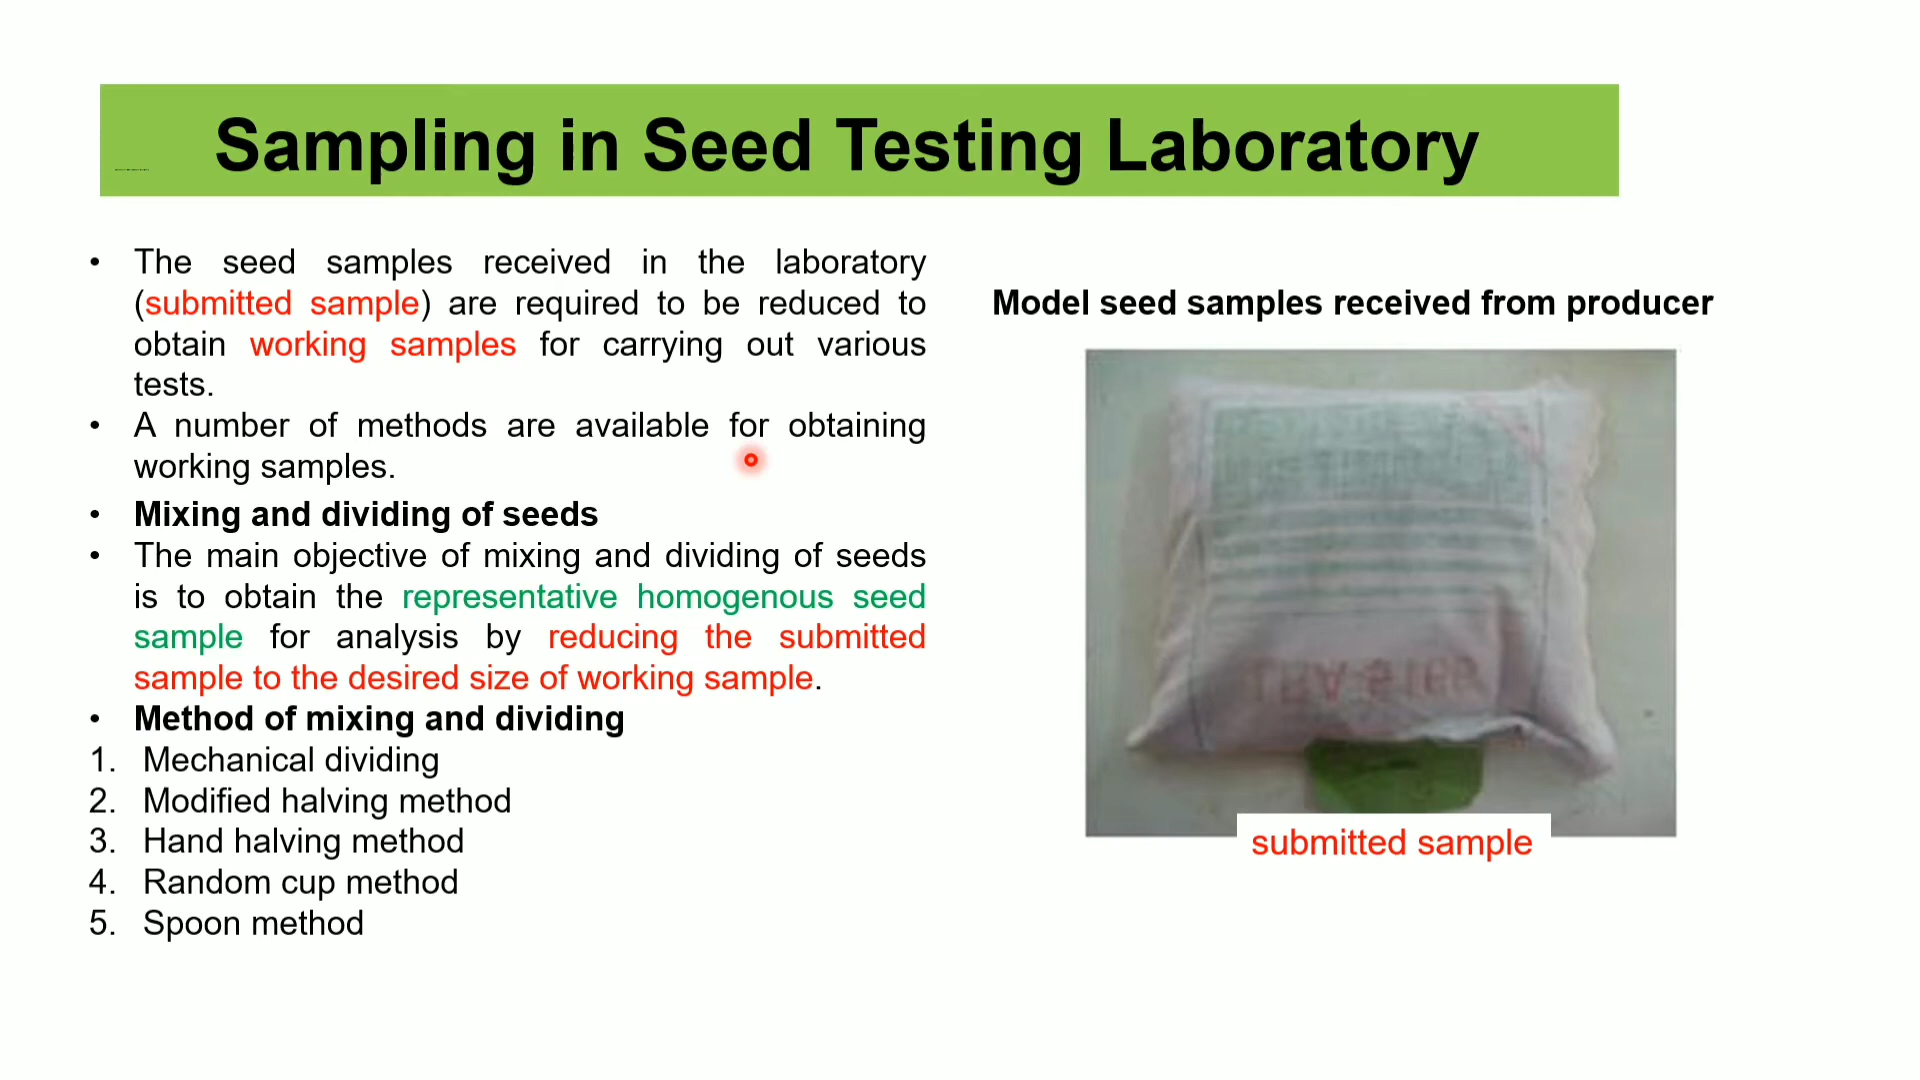 Sampling in Seed Testing Laboratory
• The seed samples received in the laboratory
(submitted sample) are required to be reduced to
obtain working samples for carrying out various
tests.
• A number of methods are available for obtaining
working samples.
• Mixing and dividing of seeds
• The main objective of mixing and dividing of seeds
is to obtain the representative homogenous seed
sample for analysis by reducing the submitted
sample to the desired size of working sample.
• Method of mixing and dividing
1. Mechanical dividing
2. Modified halving method
3. Hand halving method
4. Random cup method
5. Spoon method
Model seed samples received from producer
submitted sample